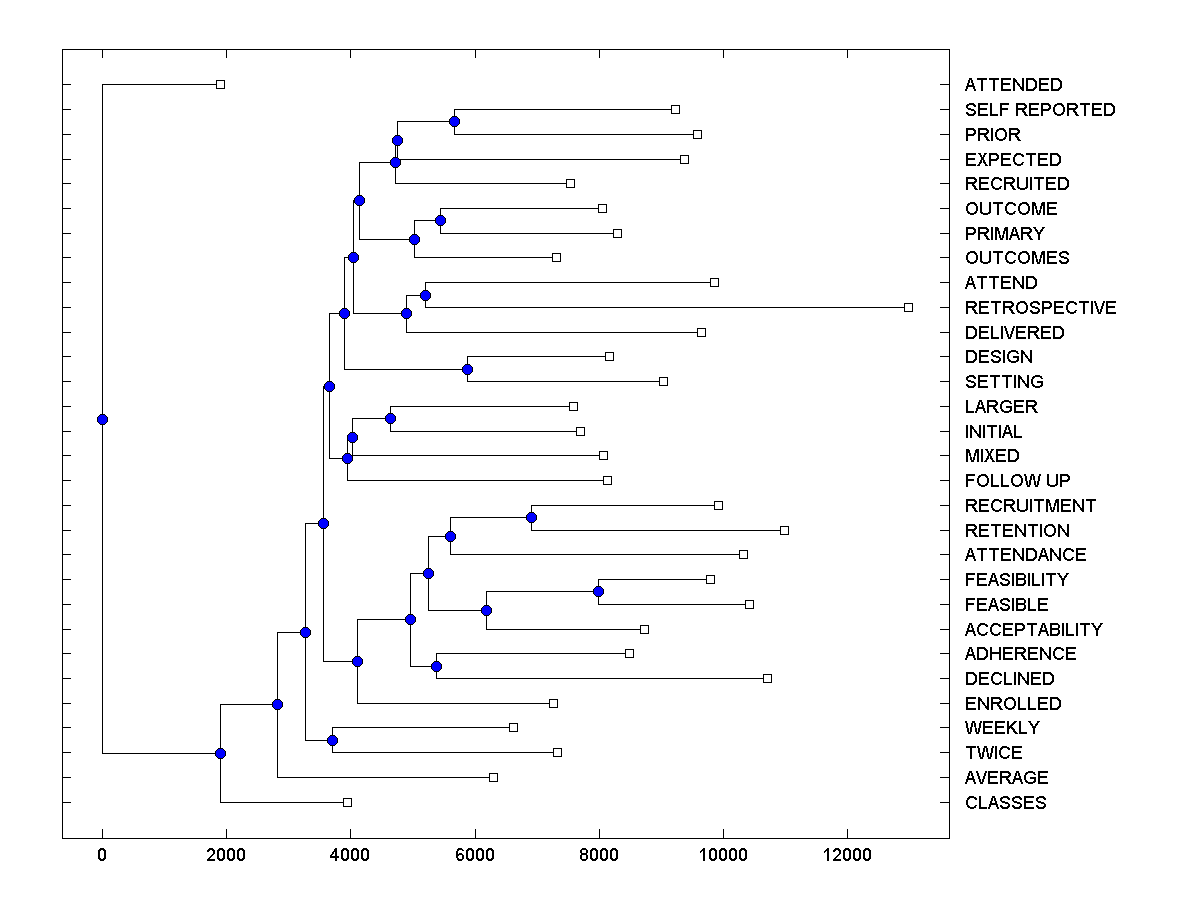 ATTENDED
SELF REPORTED
PRIOR
EXPECTED
RECRUITED
OUTCOME
PRIMARY
OUTCOMES
ATTEND
RETROSPECTIVE
DELIVERED
DESIGN
SETTING
LARGER
INITIAL
MIXED
FOLLOW UP
RECRUITMENT
RETENTION
ATTENDANCE
FEASIBILITY
FEASIBLE
ACCEPTABILITY
ADHERENCE
DECLINED
ENROLLED
WEEKLY
TWICE
AVERAGE
CLASSES
0 2000 4000 6000 8000 10000 12000